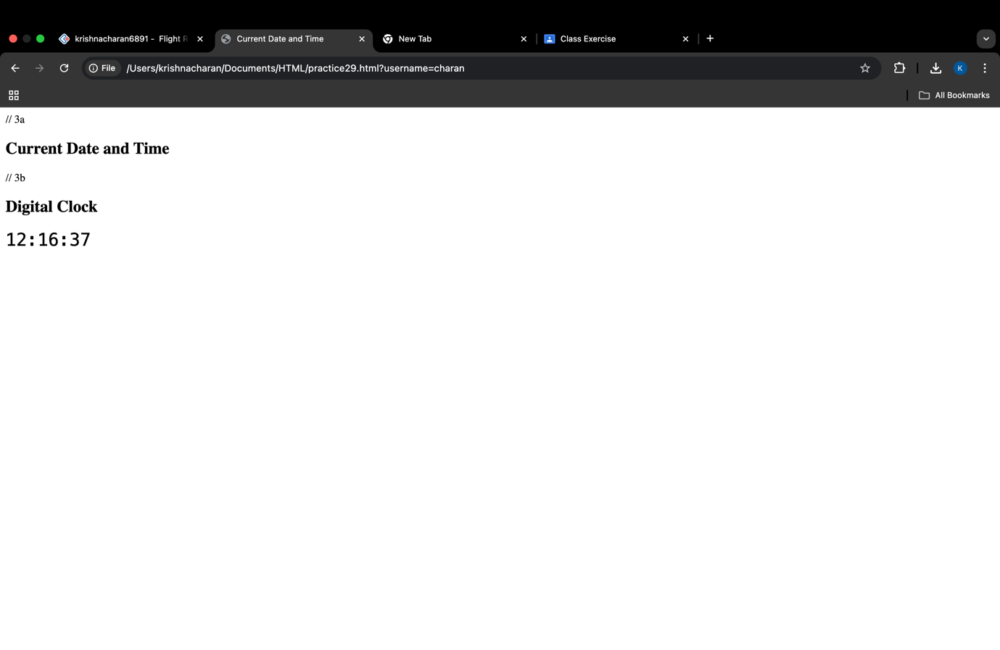 krishnacharan6891 - Flight R
Current Date and Time
New Tab
Class Exercise
File
/Users/krishnacharan/Documents/HTML/practice29.html?username=charan
K
All Bookmarks
// 3a
Current Date and Time
// 3b
Digital Clock
12:16:37